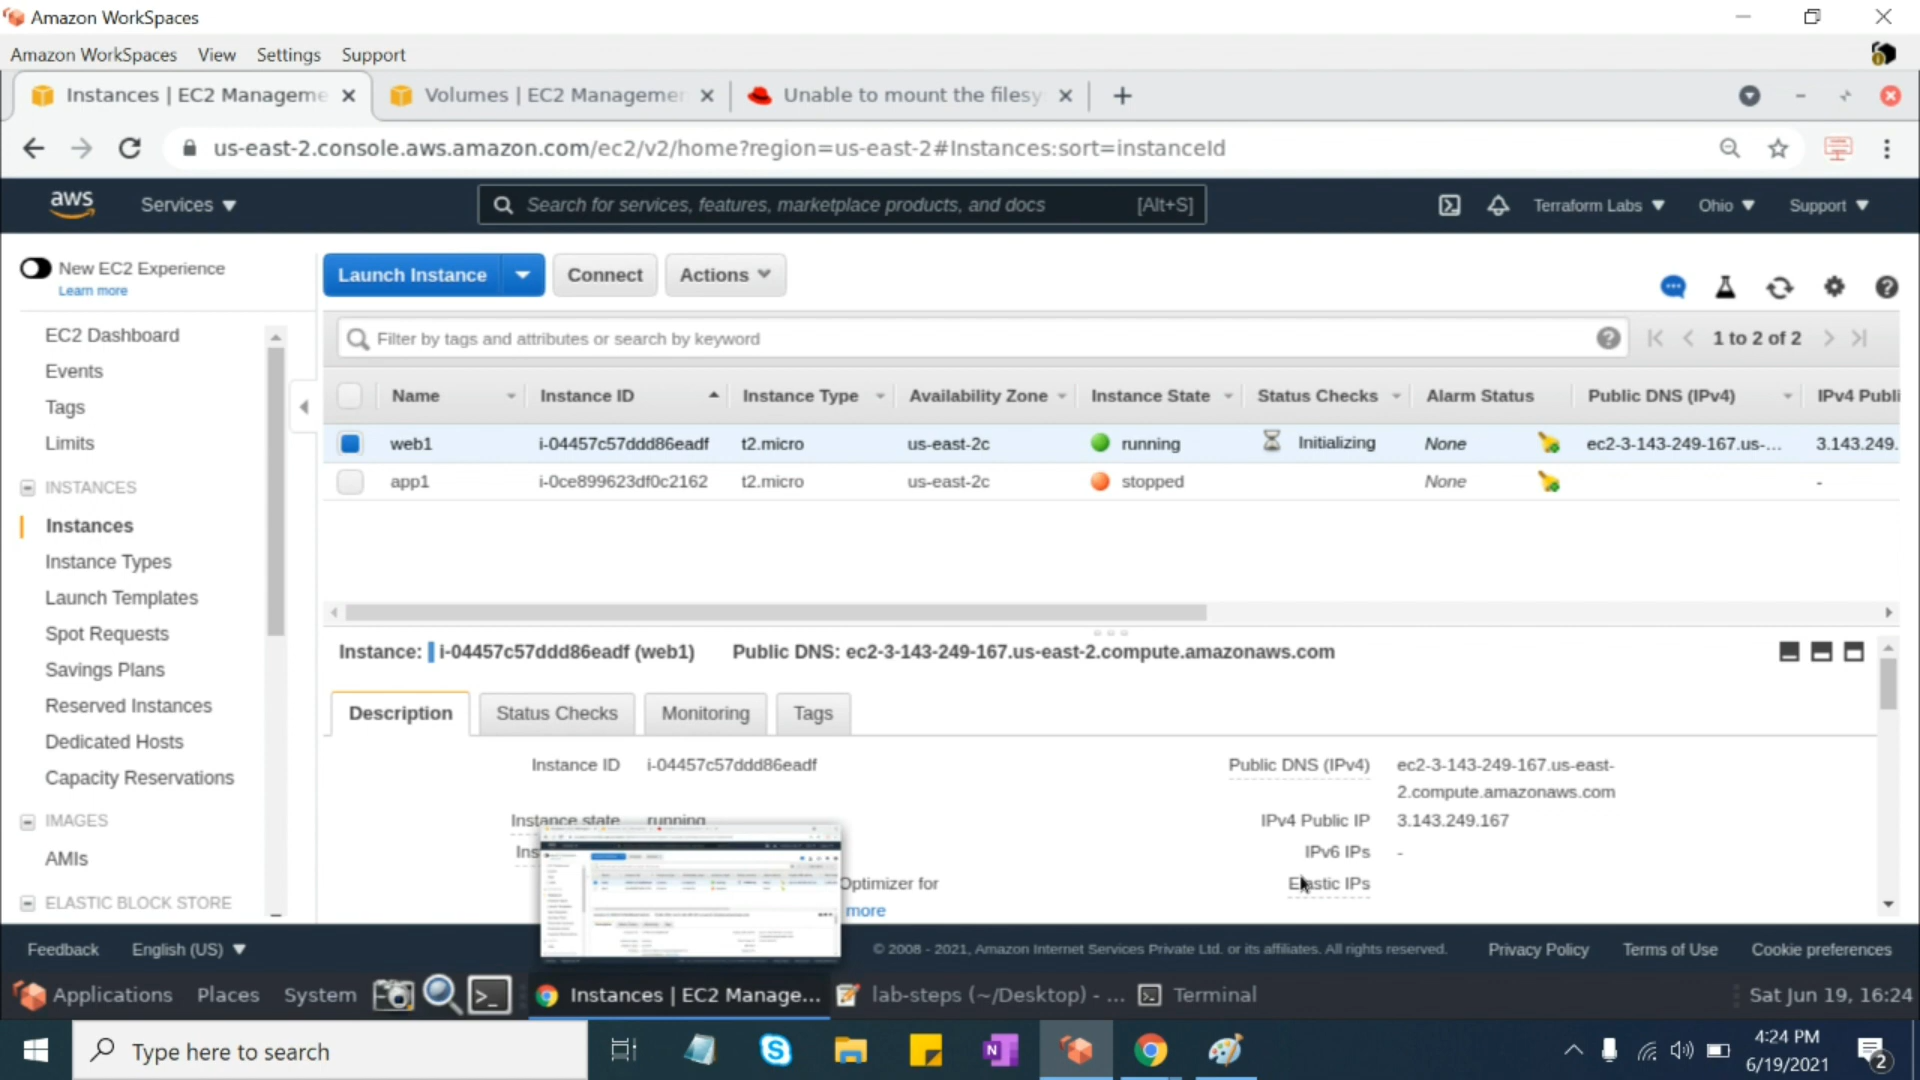 Amazon WorkSpaces
Amazon WorkSpaces View Settings Support
Instances | EC2 Manageme Volumes | EC2 Managemen Unable to mount the filesy
us-east-2.console.aws.amazon.com/ec2/v2/home?region=us-east-2#Instances:sort=instanceId
aws Services Search for services, features, marketplace products, and docs [Alt+S] Terraform Labs Ohio Support
New EC2 Experience
Learn more
Launch Instance Connect Actions
EC2 Dashboard
Events
Tags
Limits
INSTANCES
Instances
Instance Types
Launch Templates
Spot Requests
Savings Plans
Reserved Instances
Dedicated Hosts
Capacity Reservations
IMAGES
AMIs
ELASTIC BLOCK STORE
Filter by tags and attributes or search by keyword 1 to 2 of 2
Name Instance ID Instance Type Availability Zone Instance State Status Checks Alarm Status Public DNS (IPv4) IPv4 Publi
web1 i-04457c57ddd86eadf t2.micro us-east-2c running Initializing None ec2-3-143-249-167.us-... 3.143.249.
app1 i-0ce899623df0c2162 t2.micro us-east-2c stopped None -
Instance: i-04457c57ddd86eadf (web1) Public DNS: ec2-3-143-249-167.us-east-2.compute.amazonaws.com
Description Status Checks Monitoring Tags
Instance ID i-04457c57ddd86eadf Public DNS (IPv4) ec2-3-143-249-167.us-east-
2.compute.amazonaws.com
Instance state running IPv4 Public IP 3.143.249.167
Ins IPv6 IPs -
Optimizer for Elastic IPs
more
Feedback English (US) © 2008 - 2021, Amazon Internet Services Private Ltd. or its affiliates. All rights reserved. Privacy Policy Terms of Use Cookie preferences
Applications Places System Instances | EC2 Manage... lab-steps (~/Desktop) - ... Terminal Sat Jun 19, 16:24
Type here to search 4:24 PM
6/19/2021 2